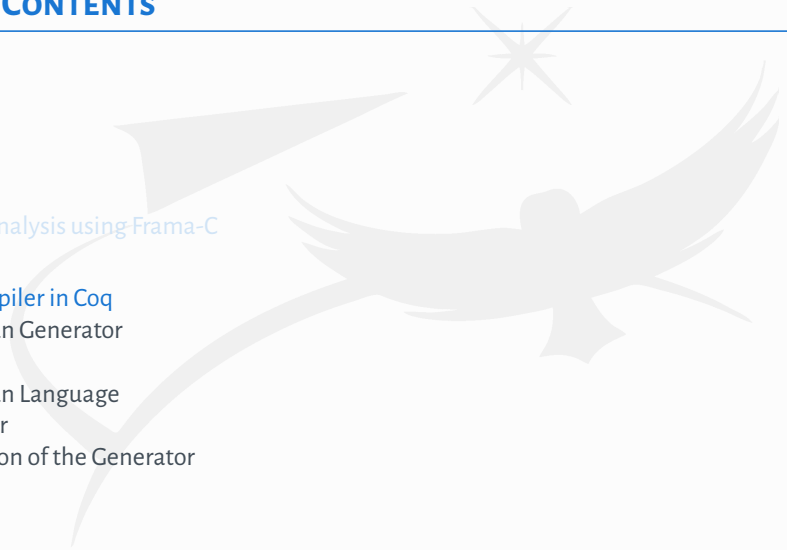 CONTENTS
nalysis using Frama-C
piler in Coq
n Generator
n Language
r
on of the Generator